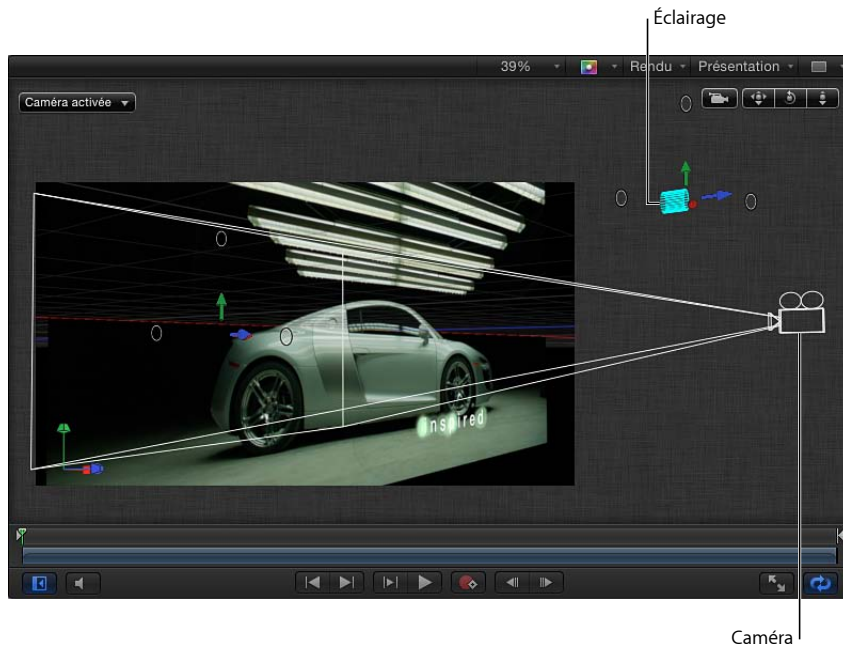 Éclairage
39% Rendu Présentation
Caméra activée
inspired
Caméra